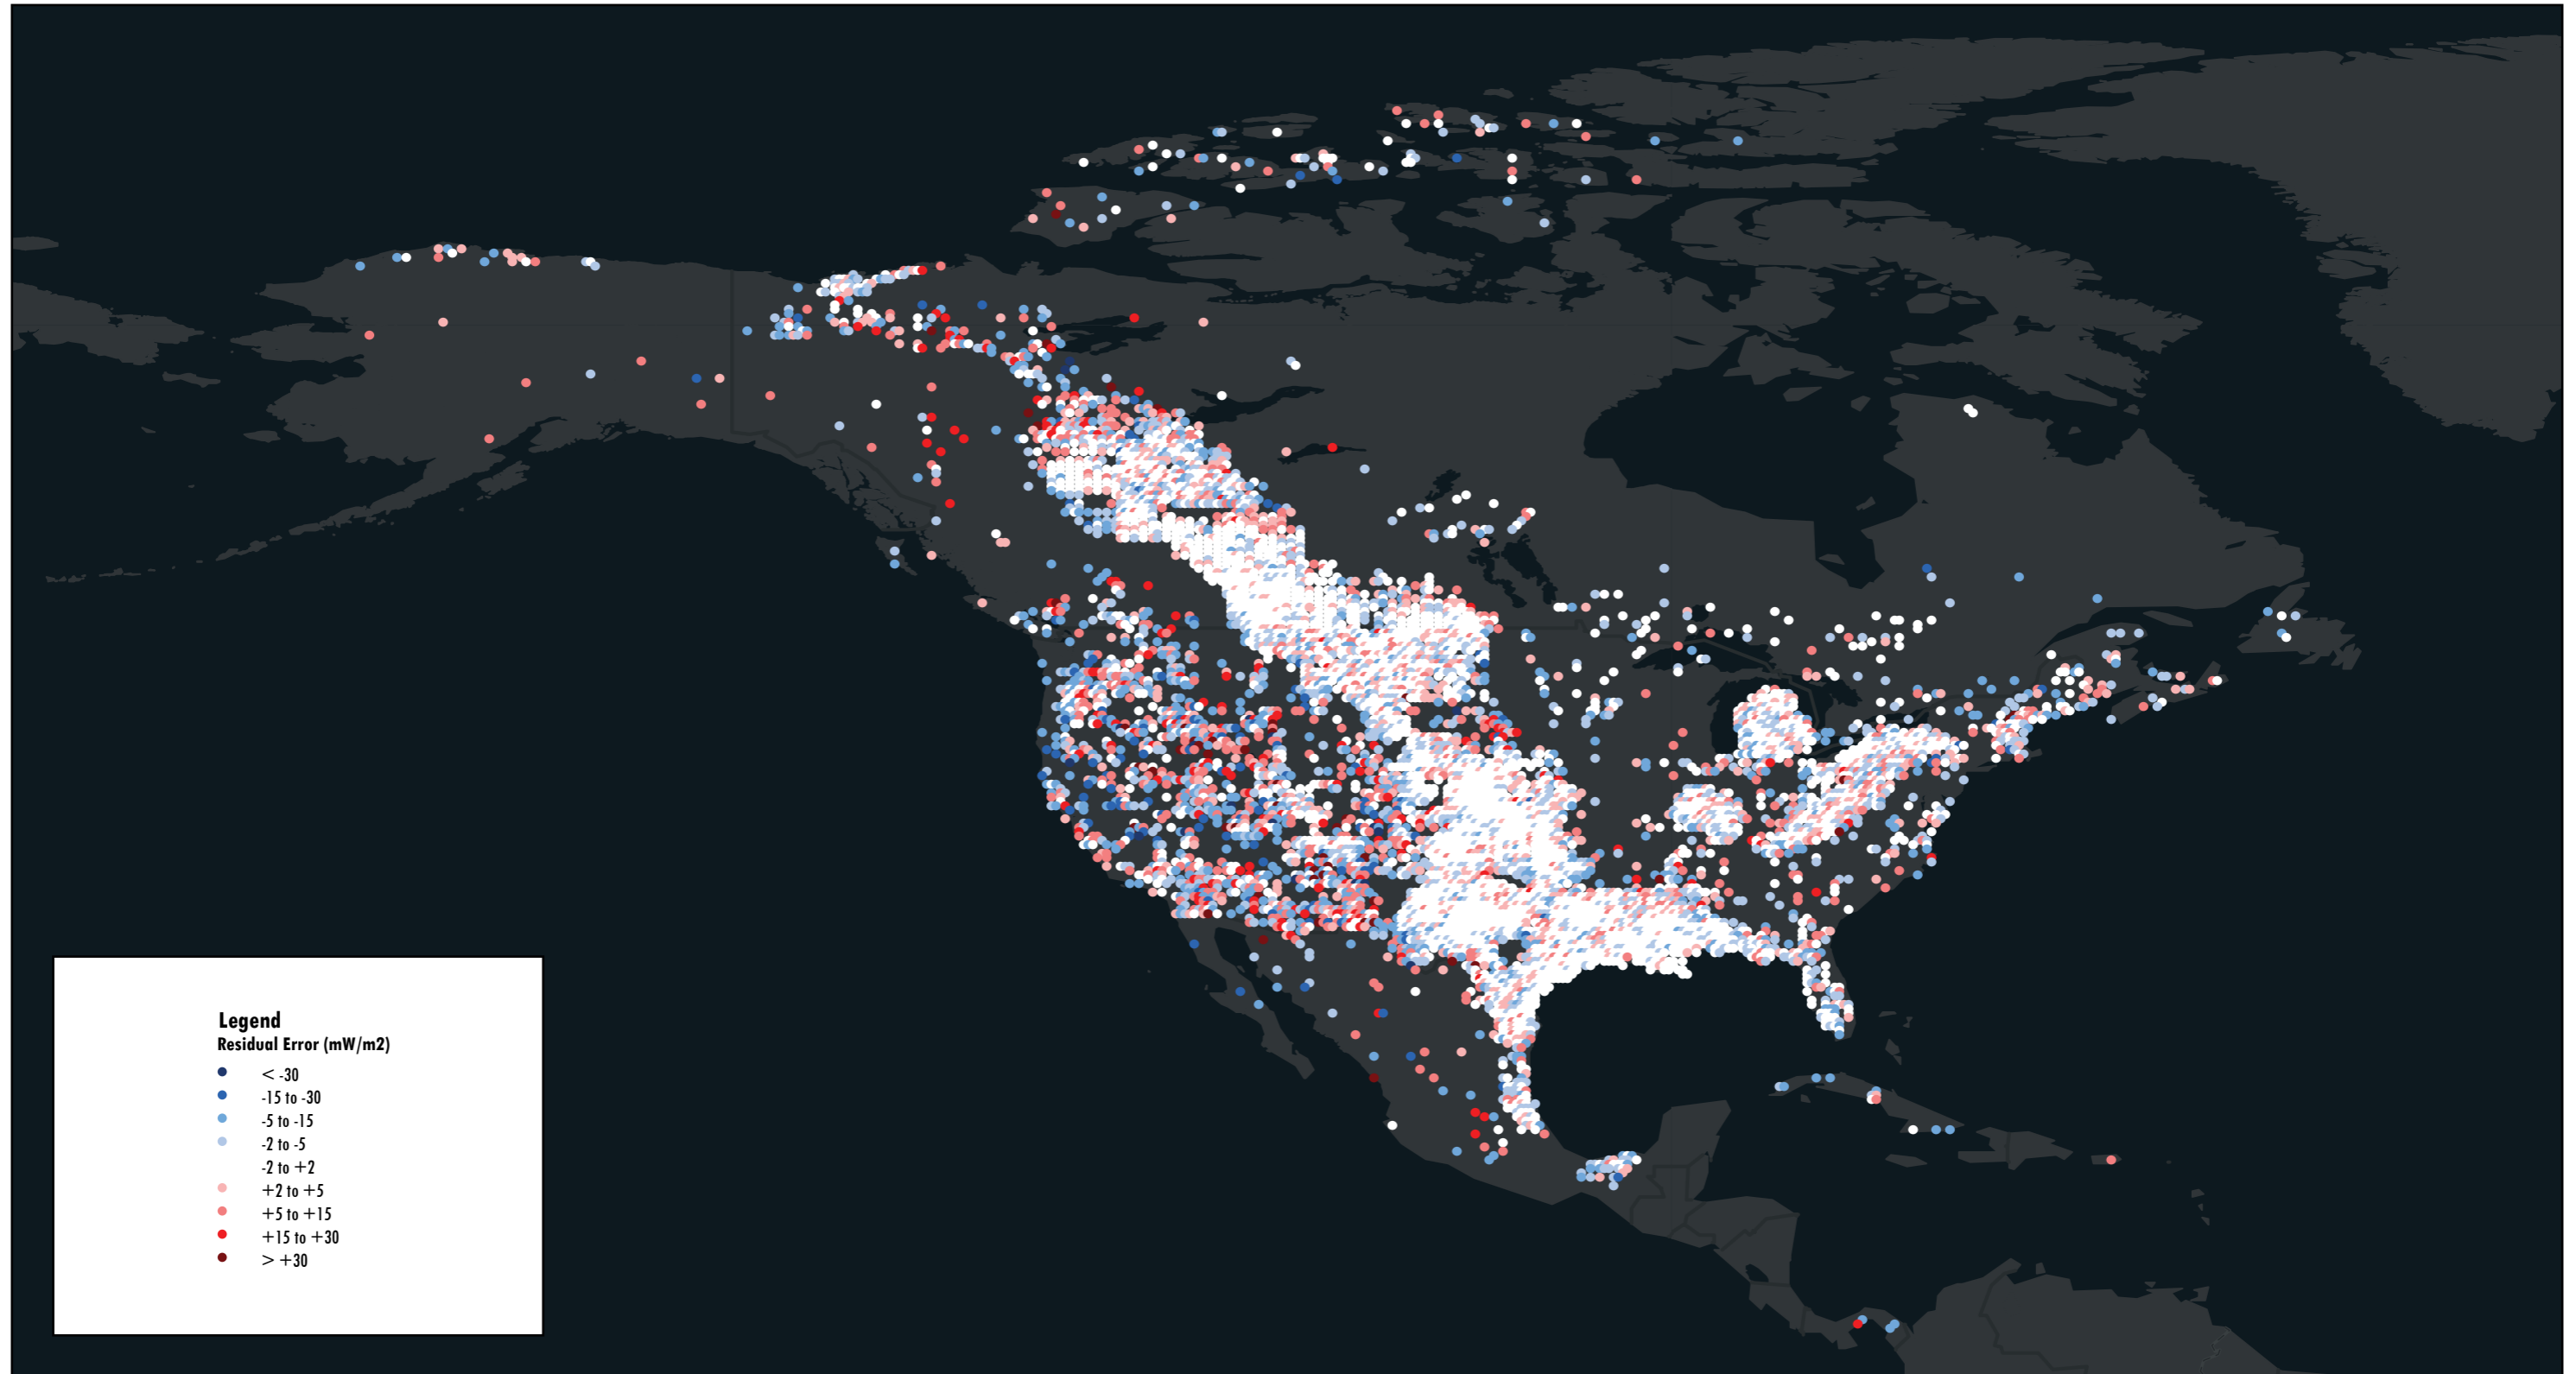 Legend
Residual Error (mW/m2)
< -30
-15 to -30
-5 to -15
-2 to -5
-2 to +2
+2 to +5
+5 to +15
+15 to +30
> +30